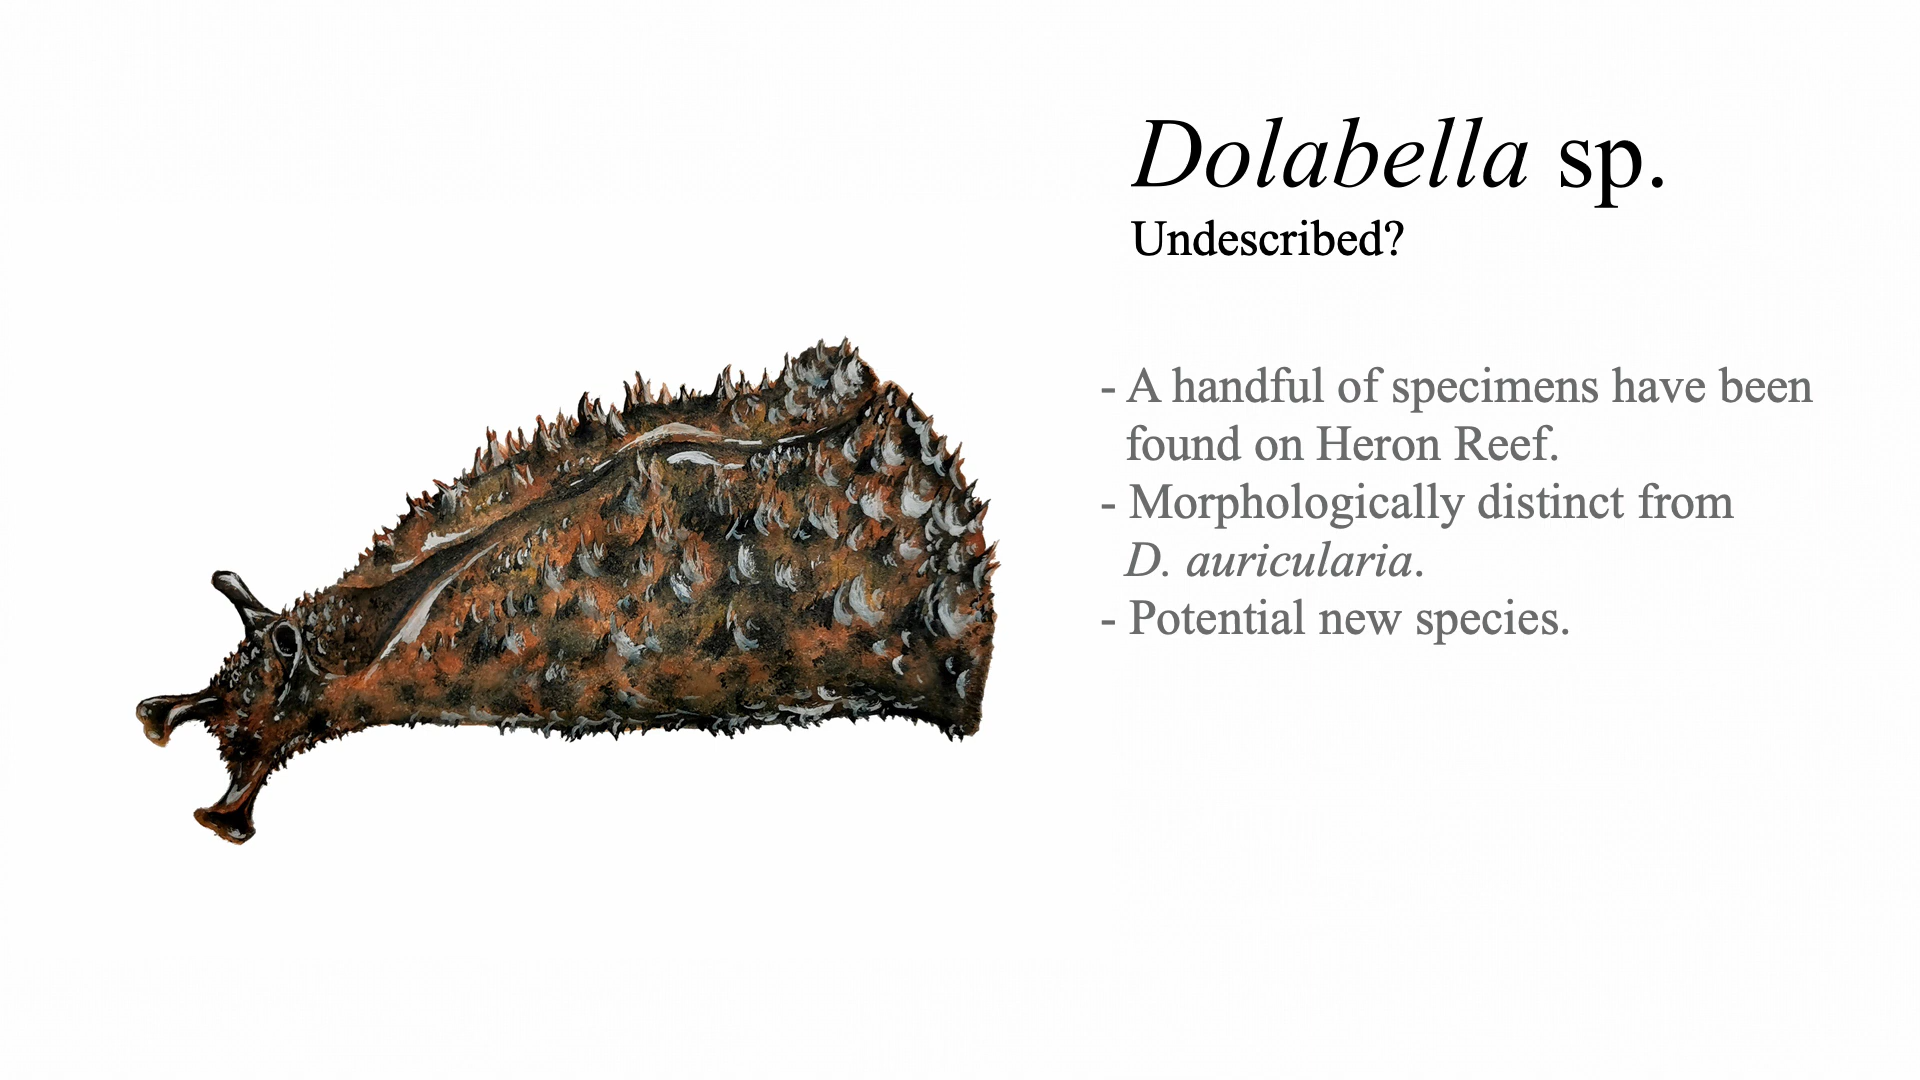 Dolabella sp.
Undescribed?
- A handful of specimens have been
found on Heron Reef.
- Morphologically distinct from
D. auricularia.
- Potential new species.